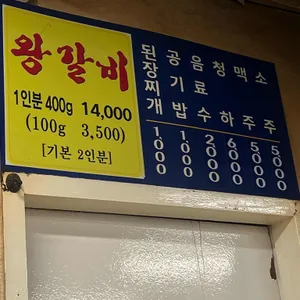 왕갈비
1인분 400g 14,000
(100g 3,500)
[기본 2인분]
된장찌개 1000
공기밥 1000
음료수 2000
청하 6000
맥주 5000
소주 5000